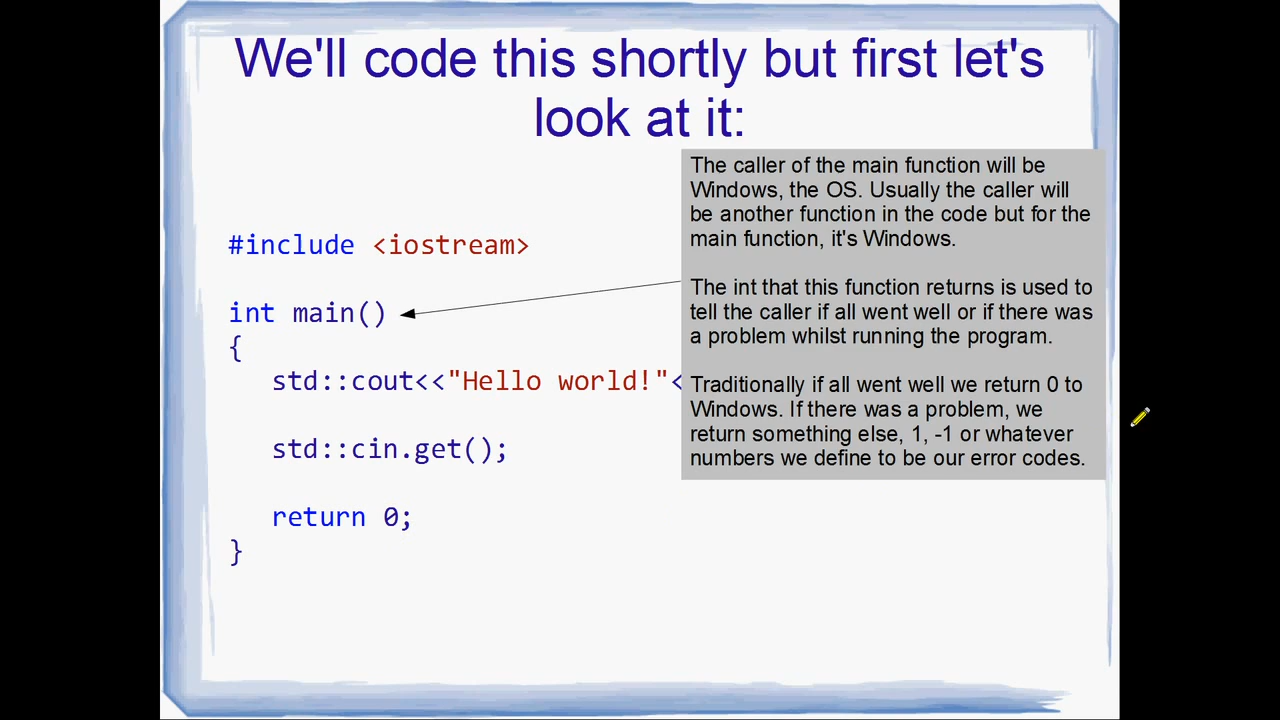 We'll code this shortly but first let's
look at it:
The caller of the main function will be
Windows, the OS. Usually the caller will
be another function in the code but for the
main function, it's Windows.
The int that this function returns is used to
tell the caller if all went well or if there was
a problem whilst running the program.
Traditionally if all went well we return 0 to
Windows. If there was a problem, we
return something else, 1, -1 or whatever
numbers we define to be our error codes.
#include <iostream>
int main()
{
std::cout<<"Hello world!"<
std::cin.get();
return 0;
}